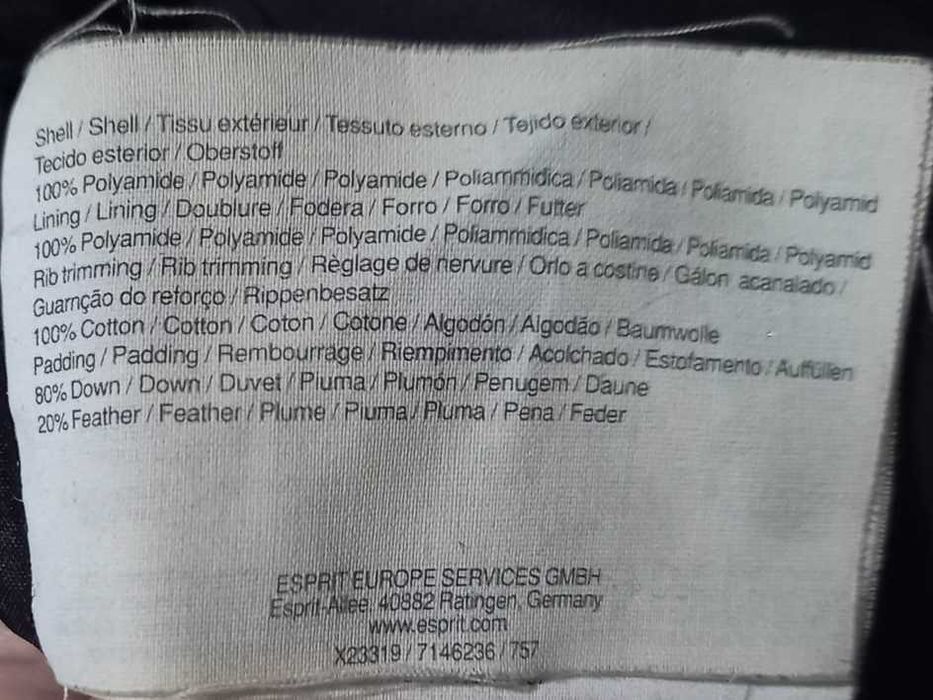 Shell / Shell / Tissu extérieur / Tessuto esterno / Tejido exterior /
Tecido esterior / Oberstoff
100% Polyamide / Polyamide / Polyamide / Poliammidica / Poliamida / Poliamida / Polyamid
Lining / Lining / Doublure / Fodera / Forro / Forro / Futter
100% Polyamide / Polyamide / Polyamide / Poliammidica / Poliamida / Poliamida / Polyamid
Rib trimming / Rib trimming / Règlage de nervure / Orlo a costine / Gálon acanalado /
Guarnção do reforço / Rippenbesatz
100% Cotton / Cotton / Coton / Cotone / Algodón / Algodão / Baumwolle
Padding / Padding / Rembourrage / Riempimento / Acolchado / Estofamento / Auffüllen
80% Down / Down / Duvet / Piuma / Plumón / Penugem / Daune
20% Feather / Feather / Plume / Piuma / Pluma / Pena / Feder
ESPRIT EUROPE SERVICES GMBH
Esprit-Allee, 40882 Ratingen, Germany
www.esprit.com
X23319 / 7146236 / 757